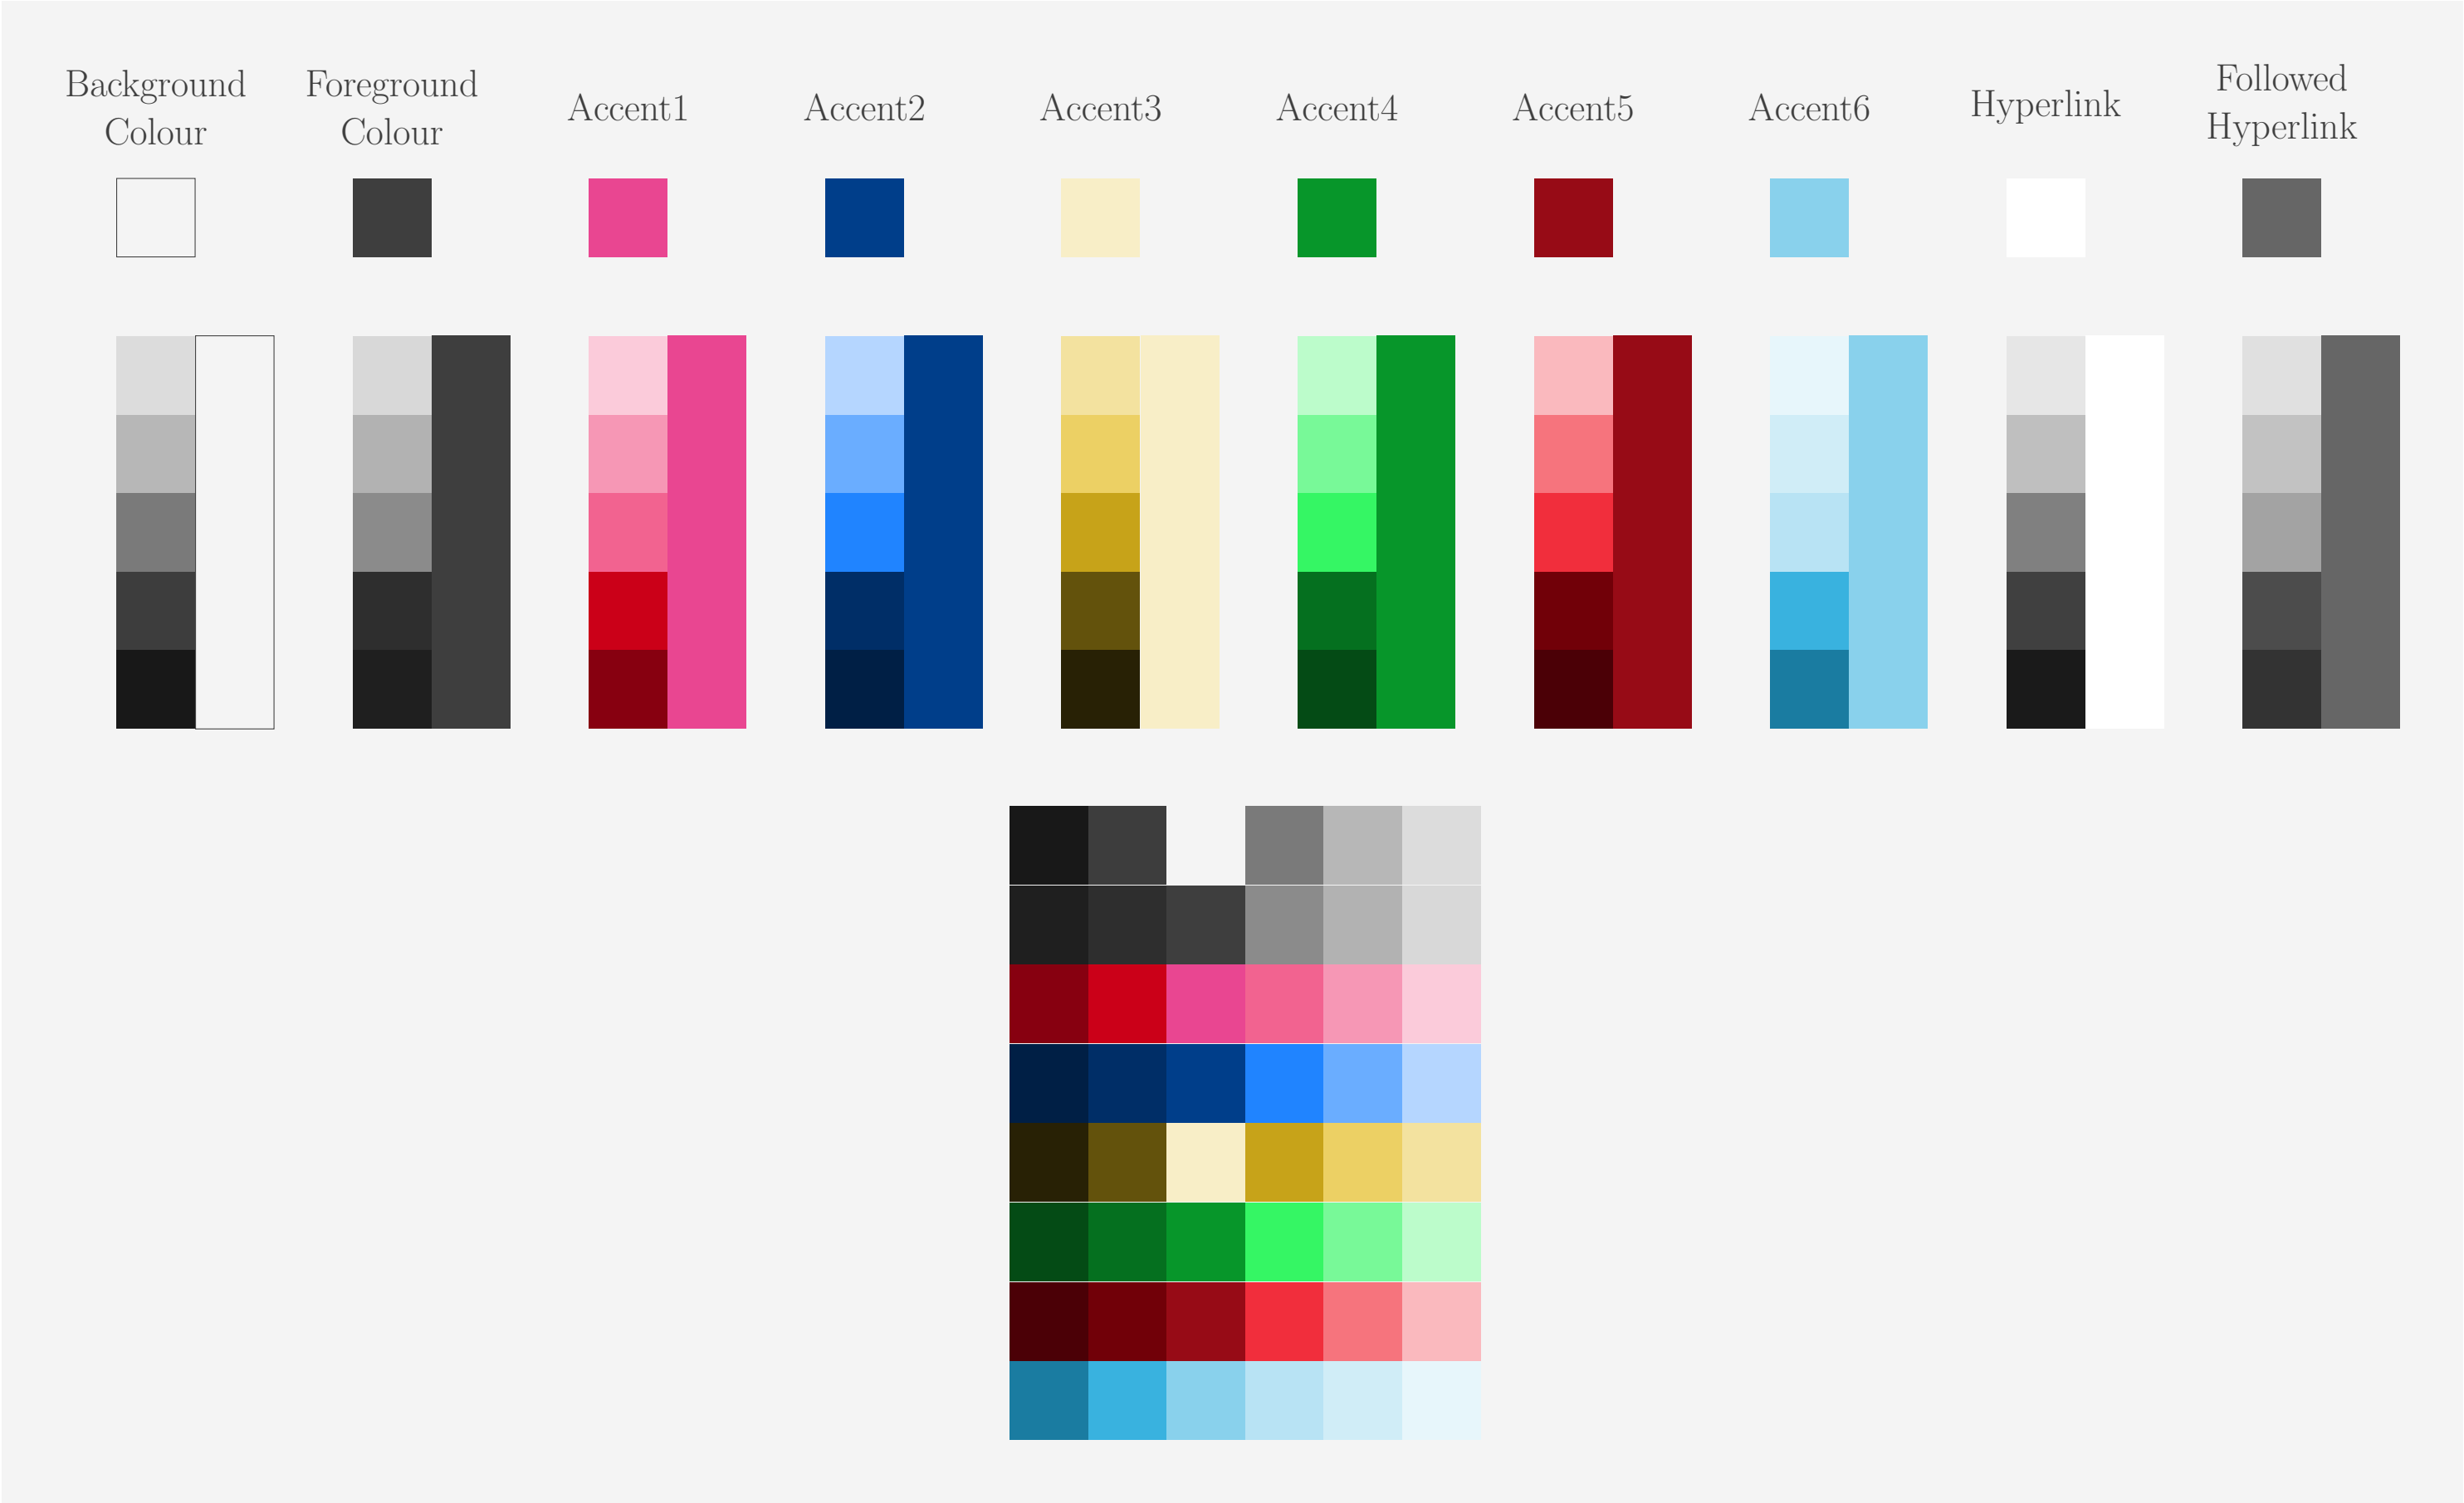 Background
Colour
Foreground
Colour
Accent1
Accent2
Accent3
Accent4
Accent5
Accent6
Hyperlink
Followed
Hyperlink